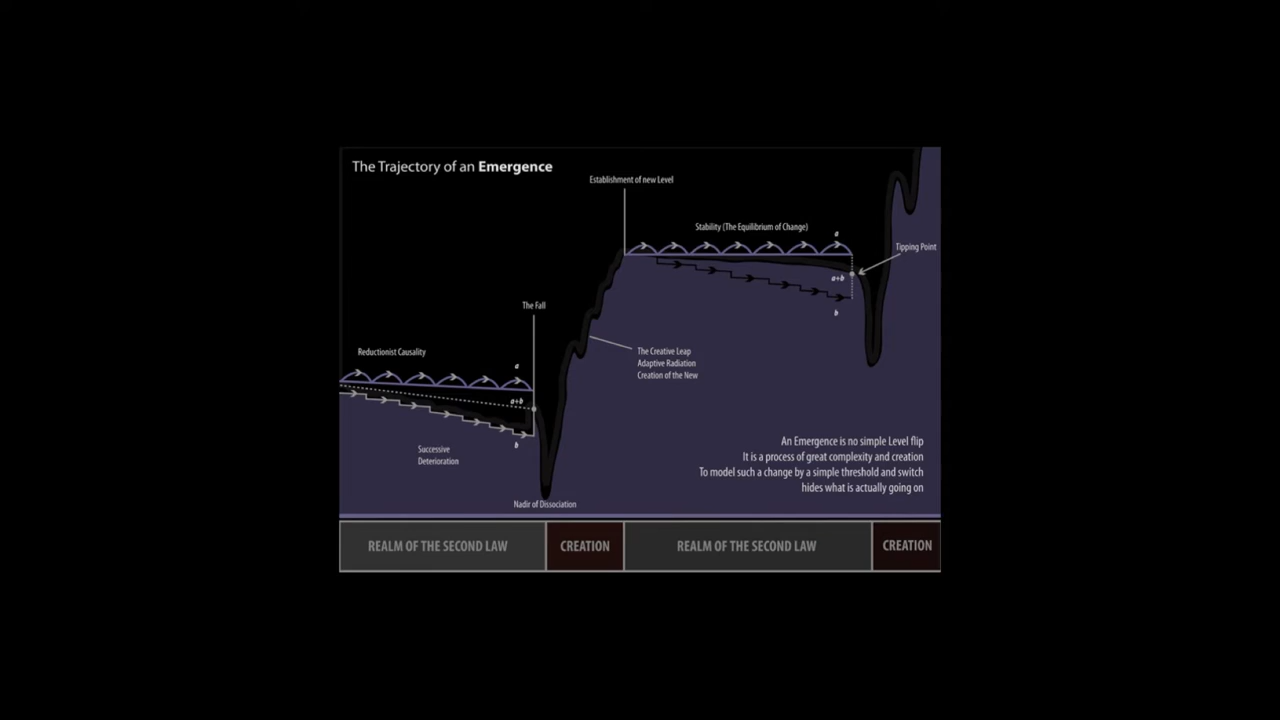 The Trajectory of an Emergence
Establishment of new Level
Stability (The Equilibrium of Change)
a
Tipping Point
a+b
b
The Fall
Reductionist Causality
a
a+b
b
The Creative Leap
Adaptive Radiation
Creation of the New
Successive
Deterioration
Nadir of Dissociation
An Emergence is no simple Level flip
It is a process of great complexity and creation
To model such a change by a simple threshold and switch
hides what is actually going on
REALM OF THE SECOND LAW
CREATION
REALM OF THE SECOND LAW
CREATION